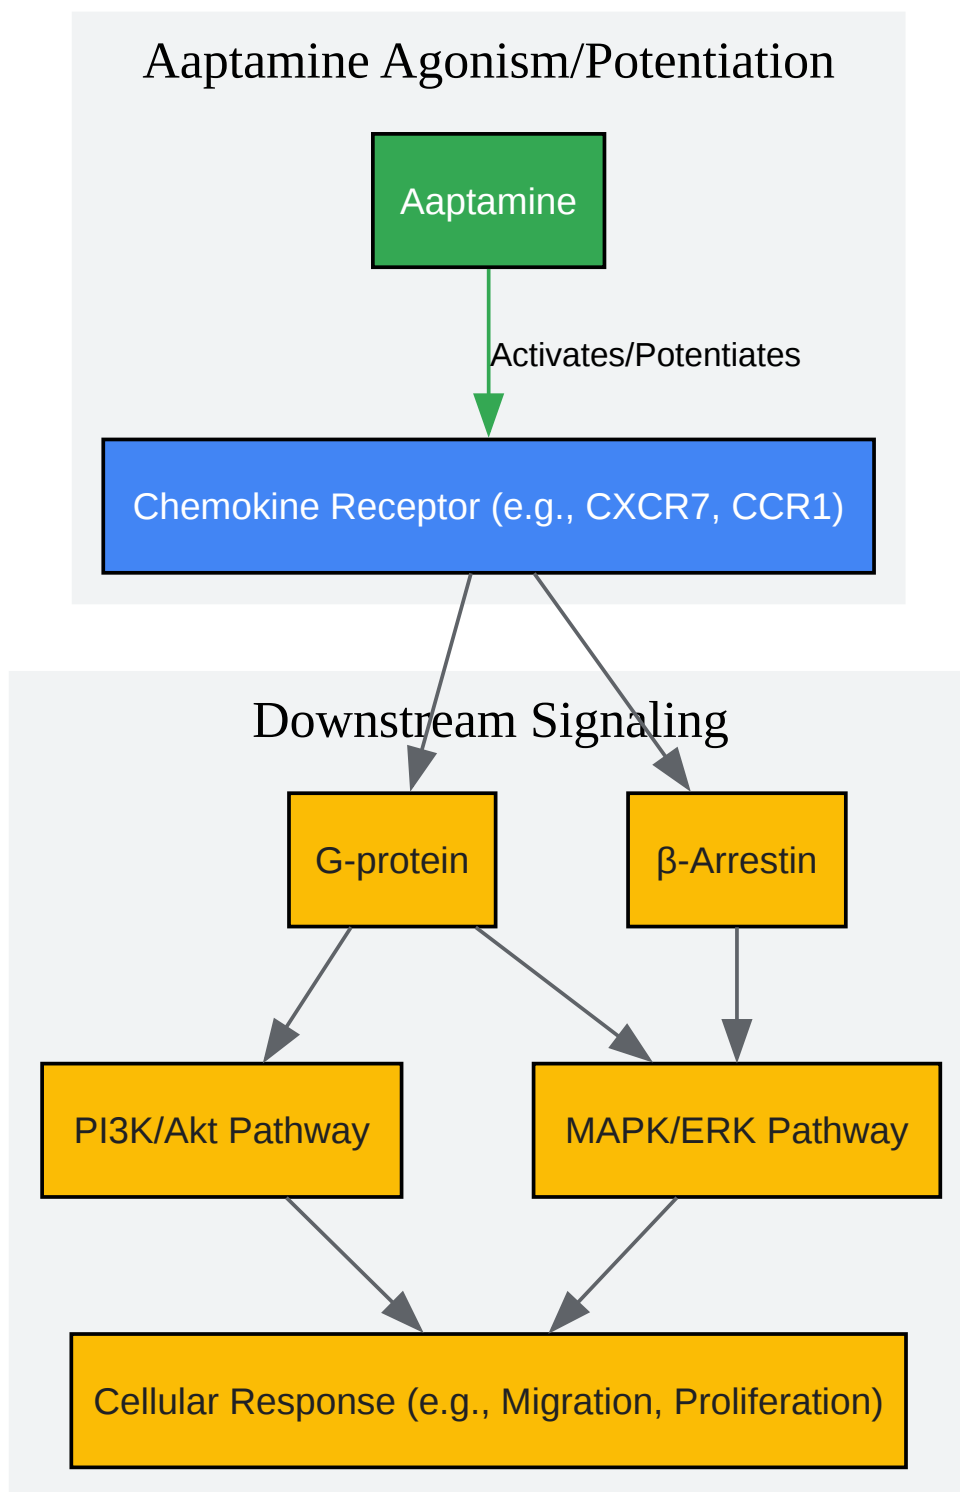 Aaptamine Agonism/Potentiation
Aaptamine
Activates/Potentiates
Chemokine Receptor (e.g., CXCR7, CCR1)
Downstream Signaling
G-protein
β-Arrestin
PI3K/Akt Pathway
MAPK/ERK Pathway
Cellular Response (e.g., Migration, Proliferation)